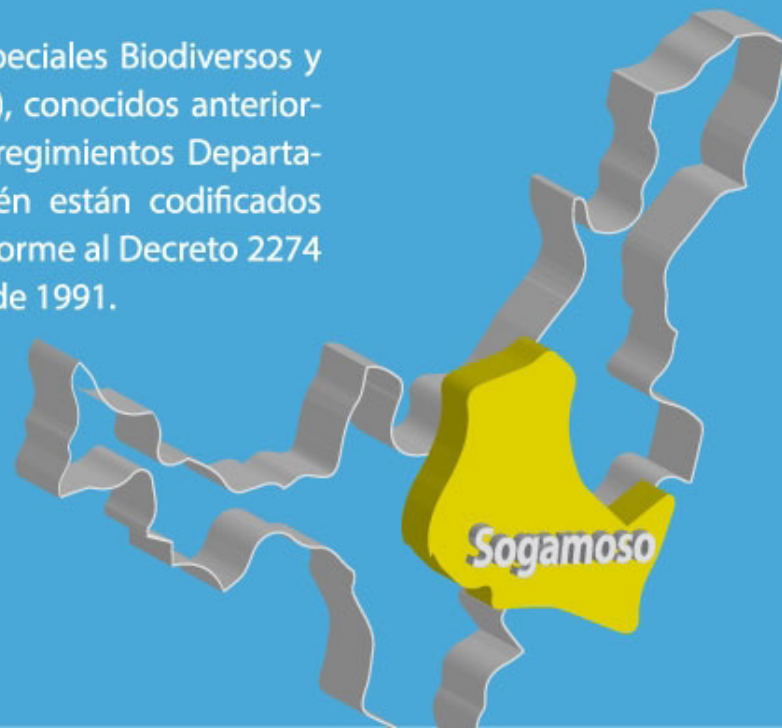 peciales Biodiversos y
), conocidos anterior-
regimientos Departa-
én están codificados
orme al Decreto 2274
de 1991.
Sogamoso